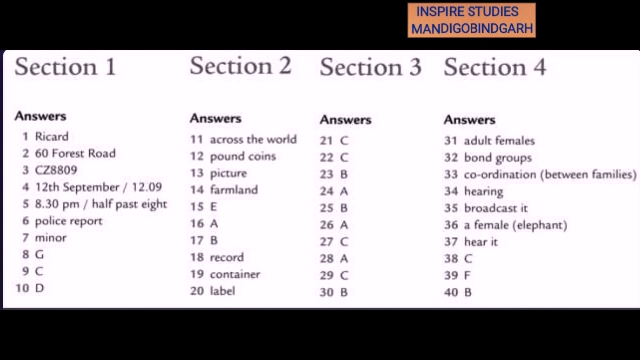 INSPIRE STUDIES
MANDIGOBINDGARH
Section 1
Answers
1 Ricard
2 60 Forest Road
3 CZ8809
4 12th September / 12.09
5 8.30 pm / half past eight
6 police report
7 minor
8 G
9 C
10 D
Section 2
Answers
11 across the world
12 pound coins
13 picture
14 farmland
15 E
16 A
17 B
18 record
19 container
20 label
Section 3
Answers
21 C
22 C
23 B
24 A
25 B
26 A
27 C
28 A
29 C
30 B
Section 4
Answers
31 adult females
32 bond groups
33 co-ordination (between families)
34 hearing
35 broadcast it
36 a female (elephant)
37 hear it
38 C
39 F
40 B